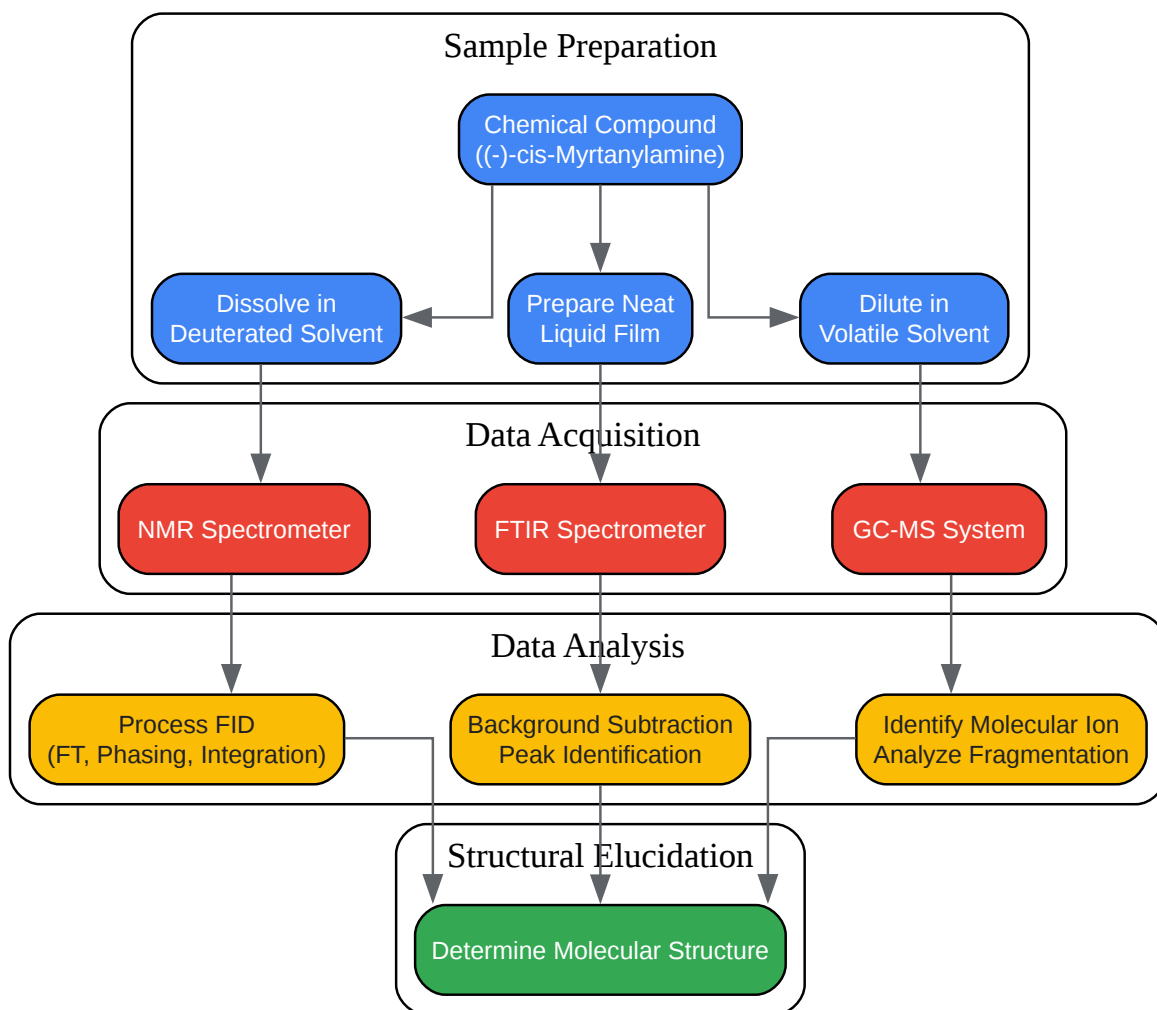 Sample Preparation
Chemical Compound
((-)-cis-Myrtanylamine)
Dissolve in
Deuterated Solvent
Prepare Neat
Liquid Film
Dilute in
Volatile Solvent
Data Acquisition
NMR Spectrometer
FTIR Spectrometer
GC-MS System
Data Analysis
Process FID
(FT, Phasing, Integration)
Background Subtraction
Peak Identification
Identify Molecular Ion
Analyze Fragmentation
Structural Elucidation
Determine Molecular Structure